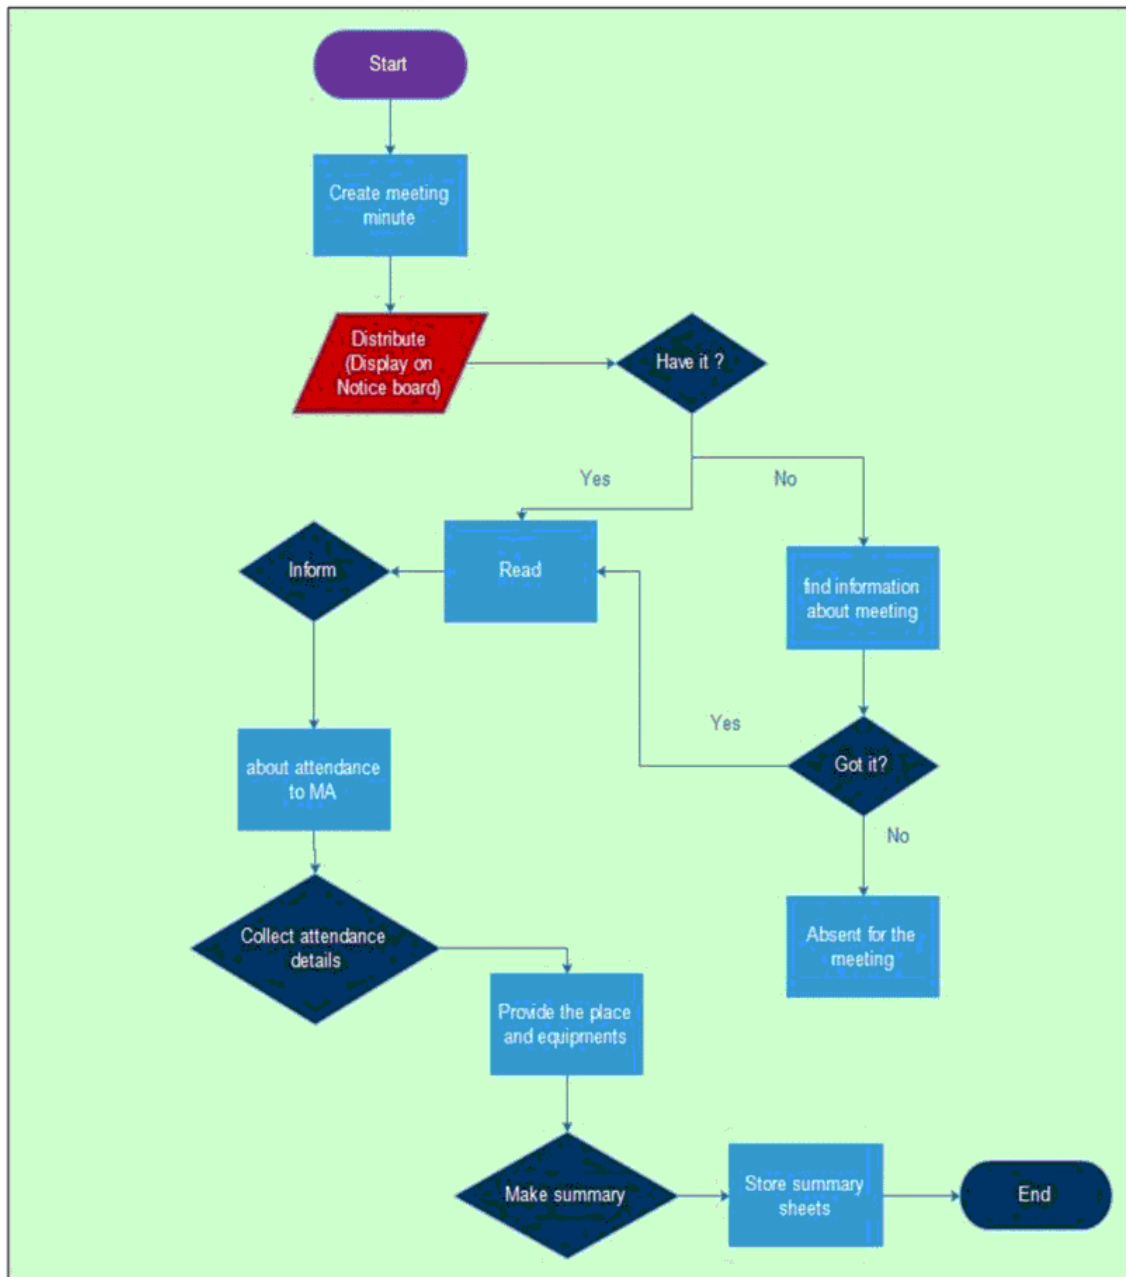 Start
Create meeting
minute
Distribute
(Display on
Notice board)
Have it ?
Yes
No
Inform
Read
find information
about meeting
Yes
Got it?
about attendance
to MA
No
Collect attendance
details
Absent for the
meeting
Provide the place
and equipments
Make summary
Store summary
sheets
End